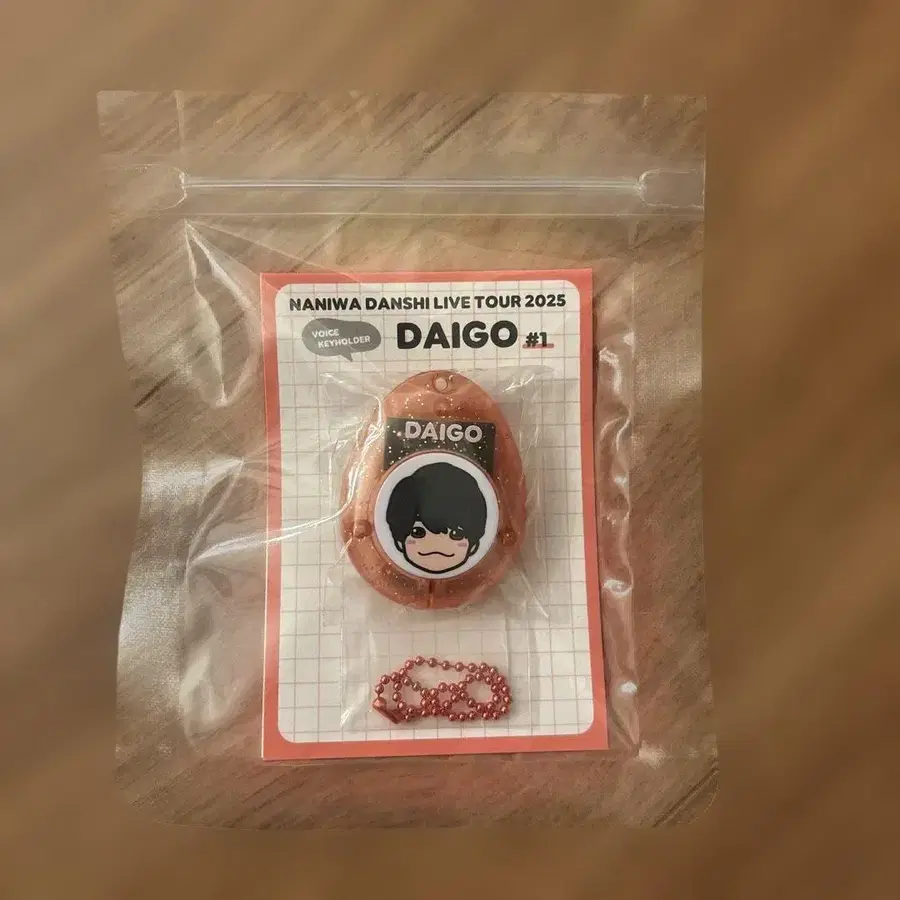 NANIWA DANSHI LIVE TOUR 2025
VOICE
KEYHOLDER
DAIGO #1
DAIGO